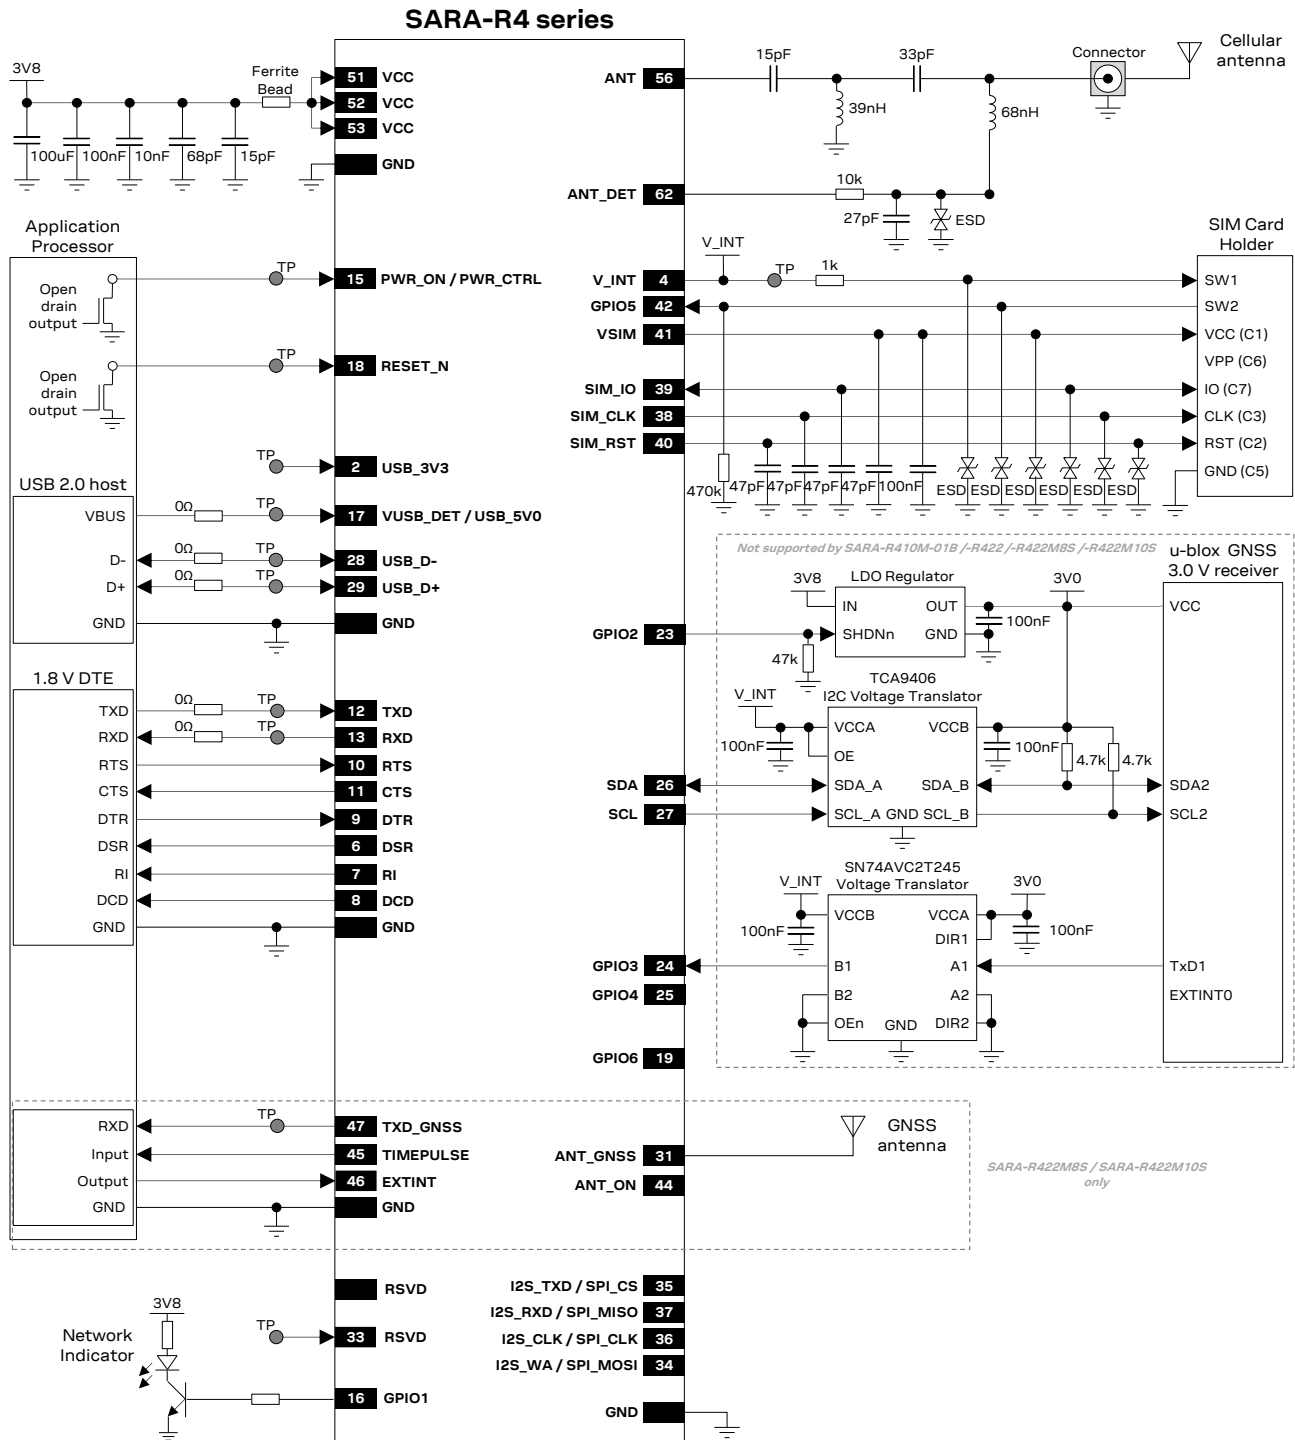 SARA-R4 series
3V8
Ferrite
Bead
100uF
100nF
10nF
68pF
15pF
51 VCC
52 VCC
53 VCC
GND
ANT 56
15pF
33pF
39nH
68nH
Connector
Cellular
antenna
ANT_DET 62
10k
27pF
ESD
Application
Processor
Open
drain
output
TP
15 PWR_ON / PWR_CTRL
Open
drain
output
TP
18 RESET_N
TP
2 USB_3V3
USB 2.0 host
VBUS
0Ω
TP
17 VUSB_DET / USB_5V0
D-
0Ω
TP
28 USB_D-
D+
0Ω
TP
29 USB_D+
GND
GND
1.8 V DTE
TXD
0Ω
TP
12 TXD
RXD
0Ω
TP
13 RXD
RTS
10 RTS
CTS
11 CTS
DTR
9 DTR
DSR
6 DSR
RI
7 RI
DCD
8 DCD
GND
GND
V_INT
SIM Card
Holder
V_INT 4
TP
1k
SW1
GPIO5 42
SW2
VSIM 41
VCC (C1)
VPP (C6)
SIM_IO 39
IO (C7)
SIM_CLK 38
CLK (C3)
SIM_RST 40
RST (C2)
GND (C5)
470k
47pF
47pF
47pF
47pF
100nF
ESD
ESD
ESD
ESD
ESD
ESD
Not supported by SARA-R410M-01B /-R422 /-R422M8S /-R422M10S
u-blox GNSS
3.0 V receiver
3V8
LDO Regulator
3V0
IN
OUT
VCC
100nF
GPIO2 23
SHDNn
GND
47k
TCA9406
I2C Voltage Translator
V_INT
VCCA
VCCB
100nF
100nF
4.7k
4.7k
OE
SDA 26
SDA_A
SDA_B
SDA2
SCL 27
SCL_A GND SCL_B
SCL2
SN74AVC2T245
Voltage Translator
V_INT
3V0
VCCB
VCCA
100nF
100nF
DIR1
GPIO3 24
B1
A1
TxD1
GPIO4 25
B2
A2
EXTINT0
OEn
GND
DIR2
GPIO6 19
RXD
TP
47 TXD_GNSS
Input
45 TIMEPULSE
Output
46 EXTINT
GND
GND
GNSS
antenna
ANT_GNSS 31
ANT_ON 44
SARA-R422M8S / SARA-R422M10S
only
RSVD
TP
33 RSVD
3V8
Network
Indicator
16 GPIO1
I2S_TXD / SPI_CS 35
I2S_RXD / SPI_MISO 37
I2S_CLK / SPI_CLK 36
I2S_WA / SPI_MOSI 34
GND